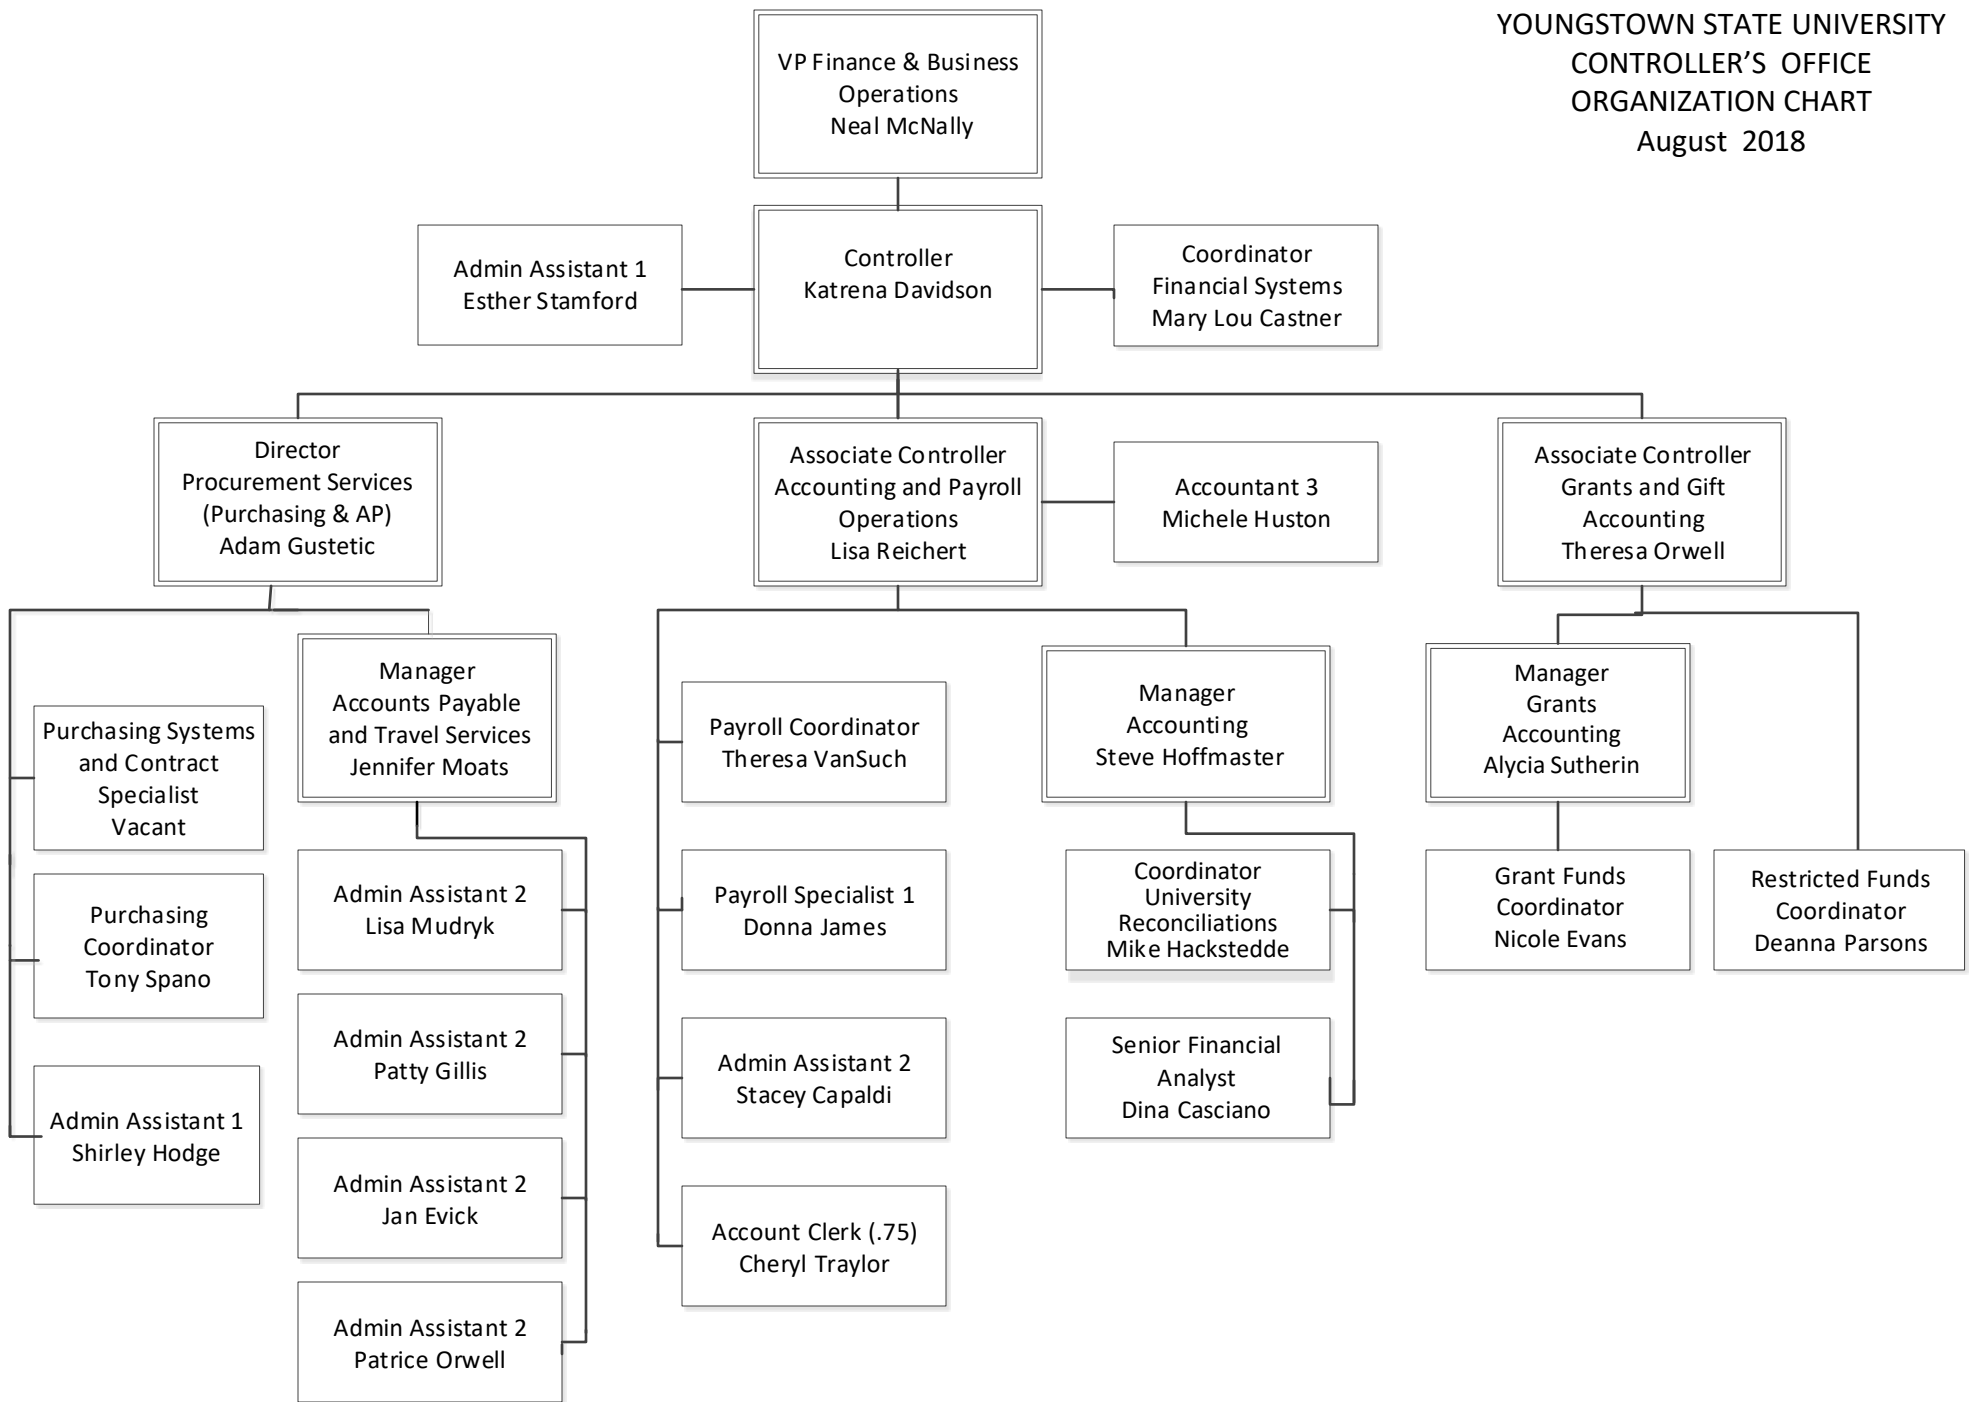 YOUNGSTOWN STATE UNIVERSITY
CONTROLLER’S OFFICE
ORGANIZATION CHART
August 2018
VP Finance & Business
Operations
Neal McNally
Admin Assistant 1
Esther Stamford
Controller
Katrena Davidson
Coordinator
Financial Systems
Mary Lou Castner
Director
Procurement Services
(Purchasing & AP)
Adam Gustetic
Associate Controller
Accounting and Payroll
Operations
Lisa Reichert
Accountant 3
Michele Huston
Associate Controller
Grants and Gift
Accounting
Theresa Orwell
Purchasing Systems
and Contract
Specialist
Vacant
Purchasing
Coordinator
Tony Spano
Admin Assistant 1
Shirley Hodge
Manager
Accounts Payable
and Travel Services
Jennifer Moats
Admin Assistant 2
Lisa Mudryk
Admin Assistant 2
Patty Gillis
Admin Assistant 2
Jan Evick
Admin Assistant 2
Patrice Orwell
Payroll Coordinator
Theresa VanSuch
Payroll Specialist 1
Donna James
Admin Assistant 2
Stacey Capaldi
Account Clerk (.75)
Cheryl Traylor
Manager
Accounting
Steve Hoffmaster
Coordinator
University
Reconciliations
Mike Hackstedde
Senior Financial
Analyst
Dina Casciano
Manager
Grants
Accounting
Alycia Sutherin
Grant Funds
Coordinator
Nicole Evans
Restricted Funds
Coordinator
Deanna Parsons